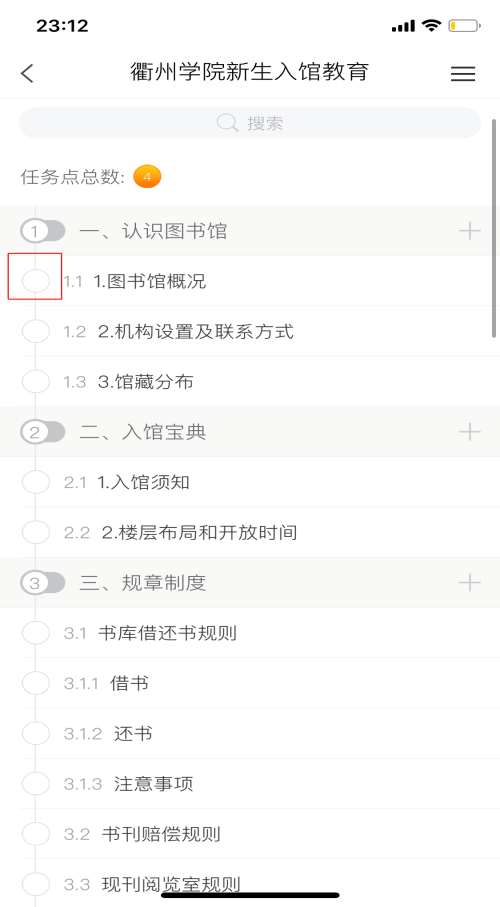 23:12
衢州学院新生入馆教育
搜索
任务点总数: 4
1 一、认识图书馆
1.1 1.图书馆概况
1.2 2.机构设置及联系方式
1.3 3.馆藏分布
2 二、入馆宝典
2.1 1.入馆须知
2.2 2.楼层布局和开放时间
3 三、规章制度
3.1 书库借还书规则
3.1.1 借书
3.1.2 还书
3.1.3 注意事项
3.2 书刊赔偿规则
3.3 现刊阅览室规则